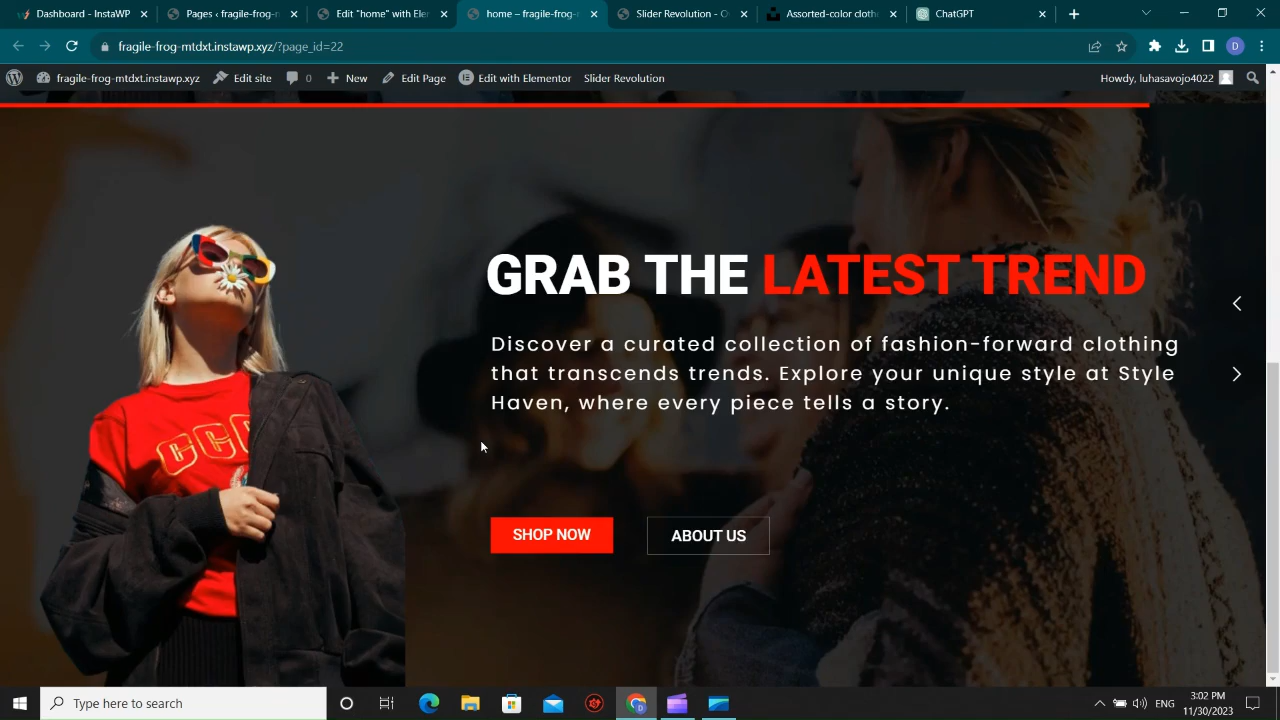 Dashboard - InstaWP
Pages ‹ fragile-frog-
Edit "home" with Ele
home – fragile-frog-
Slider Revolution - O
Assorted-color cloth
ChatGPT
fragile-frog-mtdxt.instawp.xyz/?page_id=22
D
fragile-frog-mtdxt.instawp.xyz
Edit site
0
New
Edit Page
Edit with Elementor
Slider Revolution
Howdy, luhasavojo4022
GRAB THE LATEST TREND
Discover a curated collection of fashion-forward clothing
that transcends trends. Explore your unique style at Style
Haven, where every piece tells a story.
SHOP NOW
ABOUT US
Type here to search
ENG
3:02 PM
11/30/2023